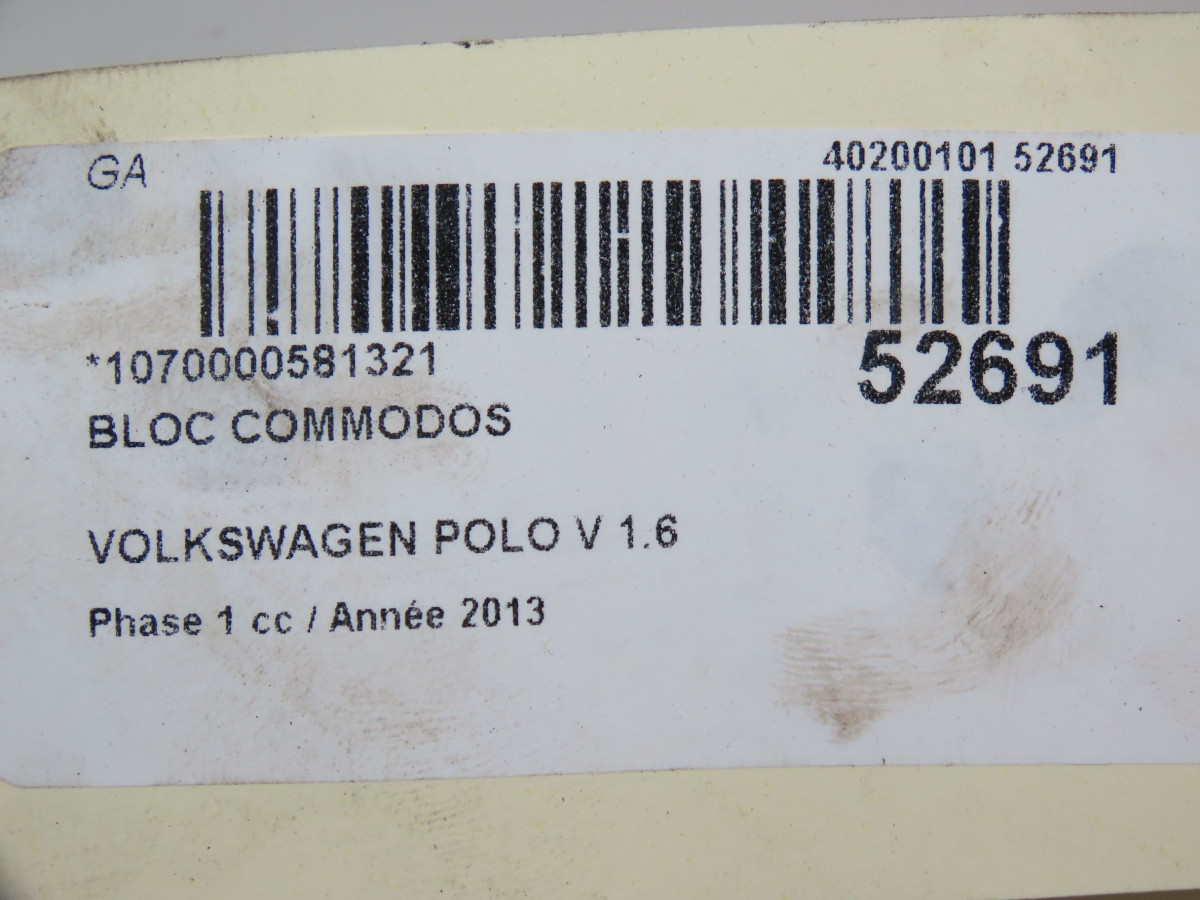 GA
40200101 52691
*1070000581321
52691
BLOC COMMODOS
VOLKSWAGEN POLO V 1.6
Phase 1 cc / Année 2013